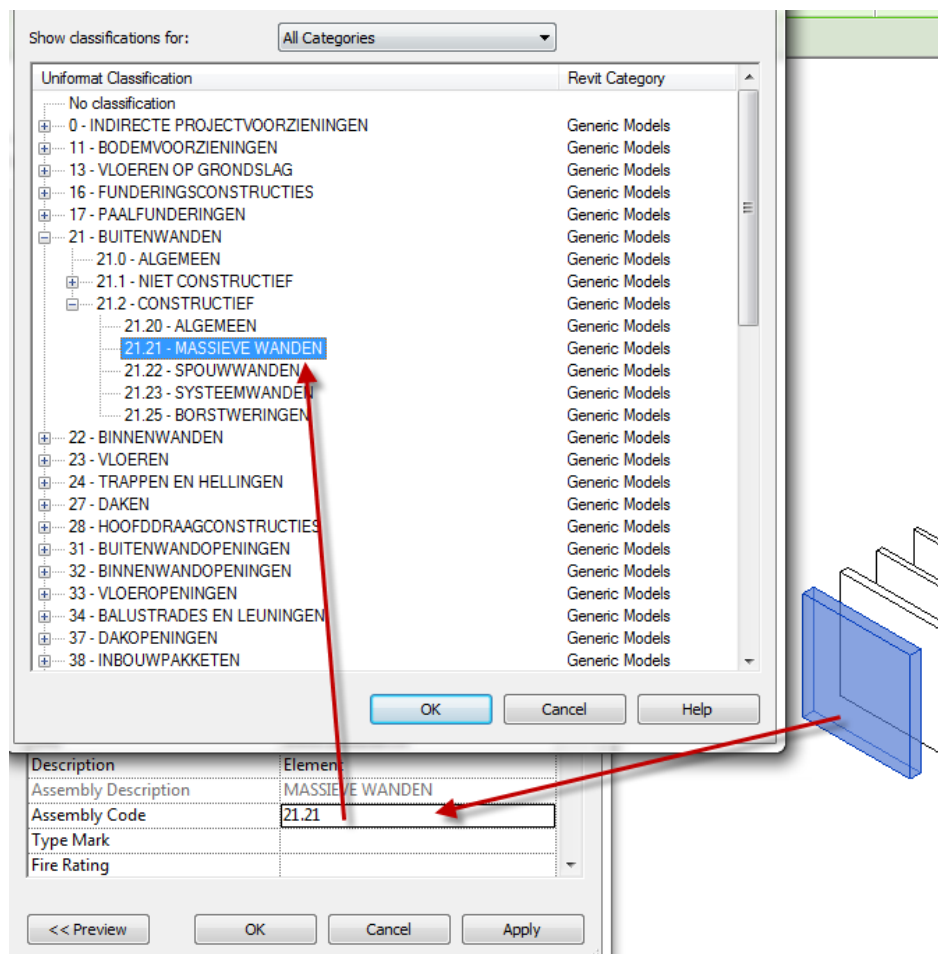 Show classifications for: All Categories
Uniformat Classification Revit Category
No classification
0 - INDIRECTE PROJECTVOORZIENINGEN Generic Models
11 - BODEMVOORZIENINGEN Generic Models
13 - VLOEREN OP GRONDSLAG Generic Models
16 - FUNDERINGSCONSTRUCTIES Generic Models
17 - PAALFUNDERINGEN Generic Models
21 - BUITENWANDEN Generic Models
21.0 - ALGEMEEN Generic Models
21.1 - NIET CONSTRUCTIEF Generic Models
21.2 - CONSTRUCTIEF Generic Models
21.20 - ALGEMEEN Generic Models
21.21 - MASSIEVE WANDEN Generic Models
21.22 - SPOUWWANDEN Generic Models
21.23 - SYSTEEMWANDEN Generic Models
21.25 - BORSTWERINGEN Generic Models
22 - BINNENWANDEN Generic Models
23 - VLOEREN Generic Models
24 - TRAPPEN EN HELLINGEN Generic Models
27 - DAKEN Generic Models
28 - HOOFDDRAAGCONSTRUCTIES Generic Models
31 - BUITENWANDOPENINGEN Generic Models
32 - BINNENWANDOPENINGEN Generic Models
33 - VLOEROPENINGEN Generic Models
34 - BALUSTRADES EN LEUNINGEN Generic Models
37 - DAKOPENINGEN Generic Models
38 - INBOUWPAKKETEN Generic Models
OK Cancel Help
Description Element
Assembly Description MASSIEVE WANDEN
Assembly Code 21.21
Type Mark
Fire Rating
<< Preview OK Cancel Apply